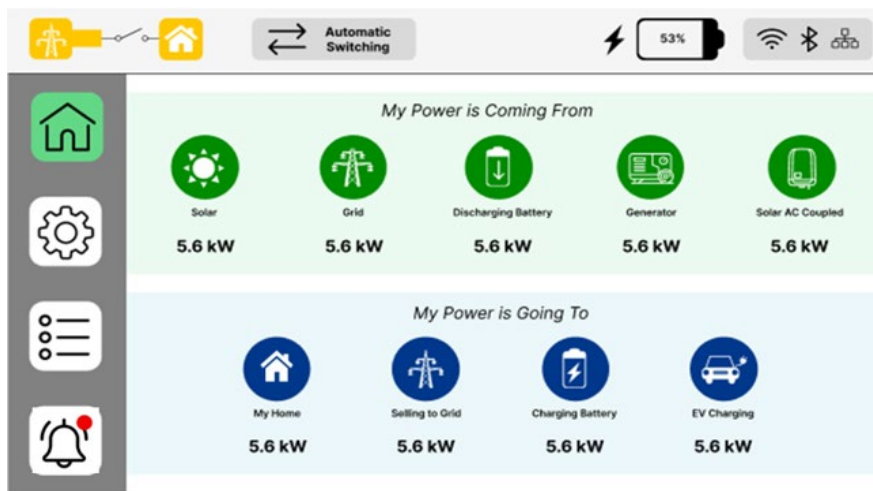 Automatic
Switching
53%
My Power is Coming From
Solar
Grid
Discharging Battery
Generator
Solar AC Coupled
5.6 kW
5.6 kW
5.6 kW
5.6 kW
5.6 kW
My Power is Going To
My Home
Selling to Grid
Charging Battery
EV Charging
5.6 kW
5.6 kW
5.6 kW
5.6 kW